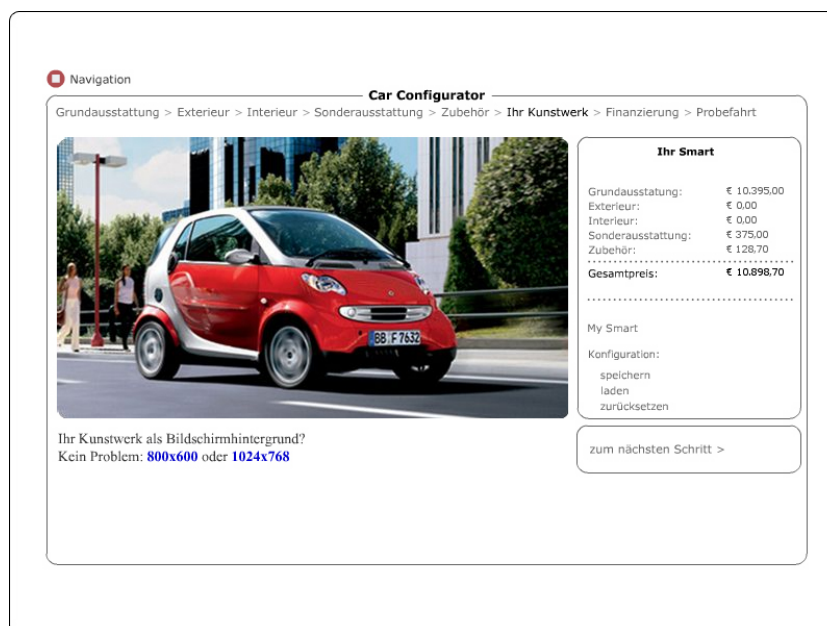 Navigation
Car Configurator
Grundausstattung > Exterieur > Interieur > Sonderausstattung > Zubehör > Ihr Kunstwerk > Finanzierung > Probefahrt
BB F 7632
Ihr Smart
Grundausstatung: € 10.395,00
Exterieur: € 0,00
Interieur: € 0,00
Sonderausstattung: € 375,00
Zubehör: € 128,70
Gesamtpreis: € 10.898,70
My Smart
Konfiguration:
speichern
laden
zurücksetzen
Ihr Kunstwerk als Bildschirmhintergrund?
Kein Problem: 800x600 oder 1024x768
zum nächsten Schritt >